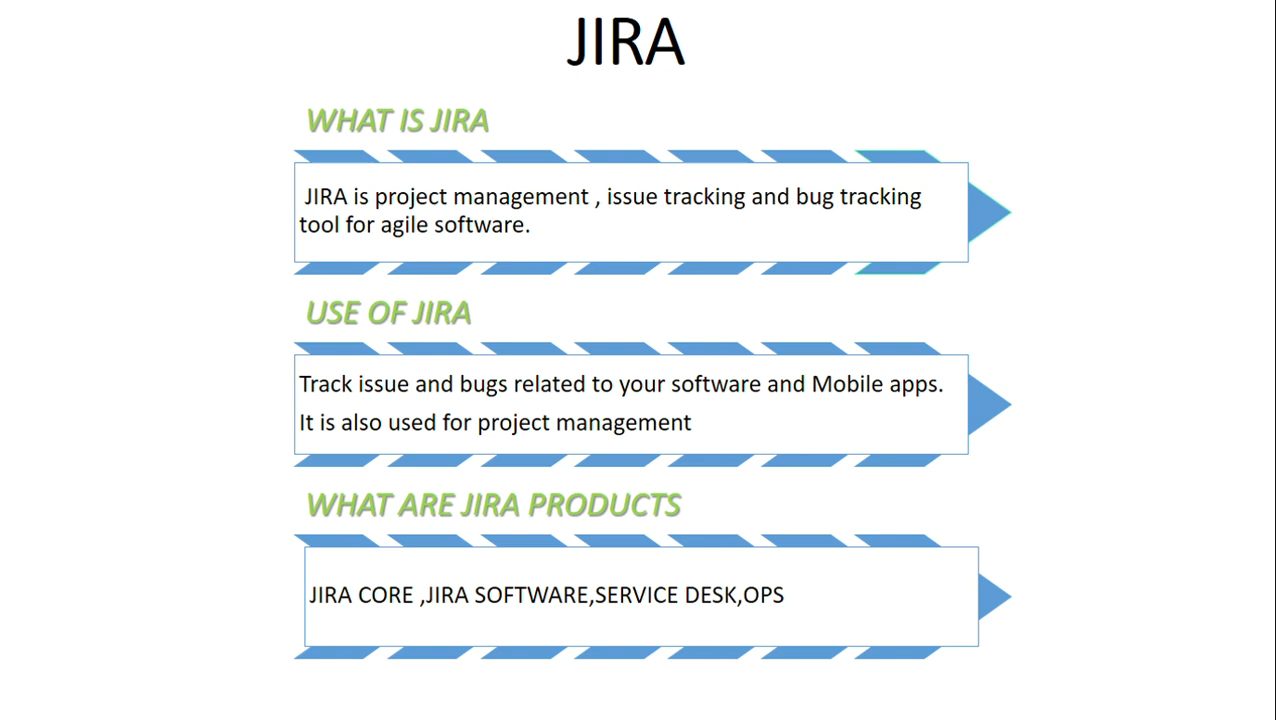 JIRA
WHAT IS JIRA
JIRA is project management , issue tracking and bug tracking
tool for agile software.
USE OF JIRA
Track issue and bugs related to your software and Mobile apps.
It is also used for project management
WHAT ARE JIRA PRODUCTS
JIRA CORE ,JIRA SOFTWARE,SERVICE DESK,OPS